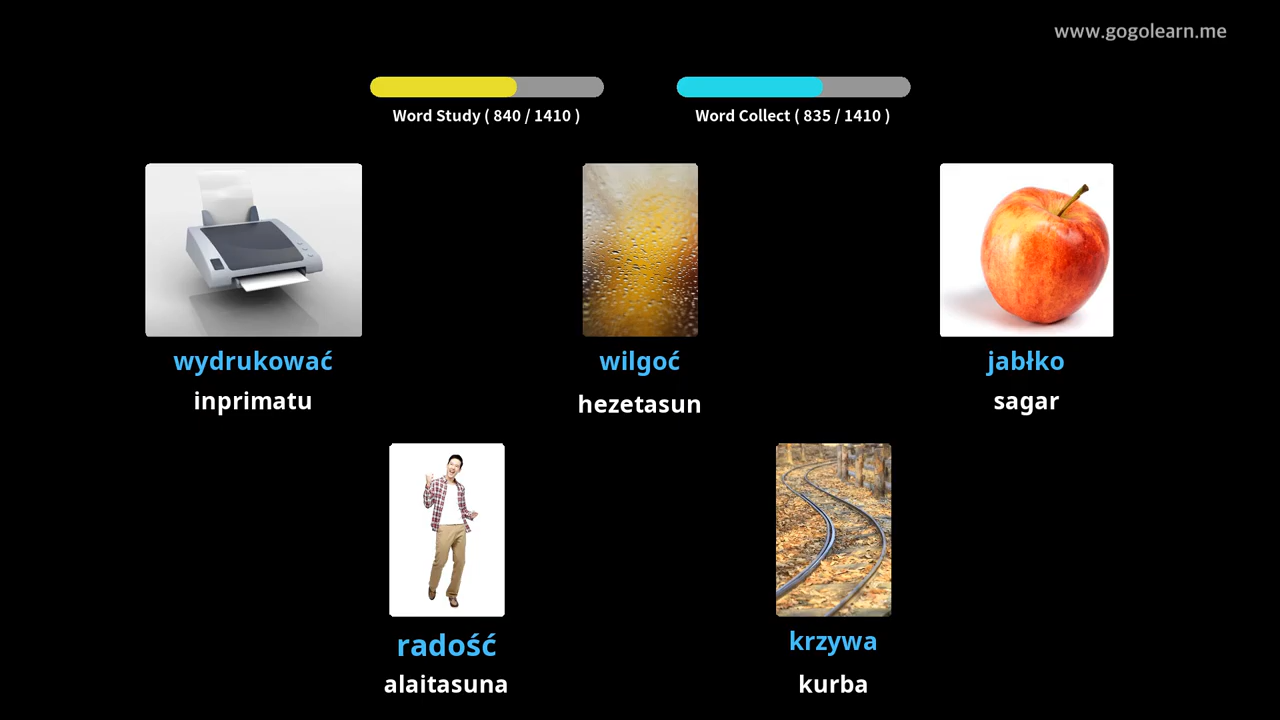 www.gogolearn.me
Word Study ( 840 / 1410 )
Word Collect ( 835 / 1410 )
wydrukować
inprimatu
wilgoć
hezetasun
jabłko
sagar
radość
alaitasuna
krzywa
kurba